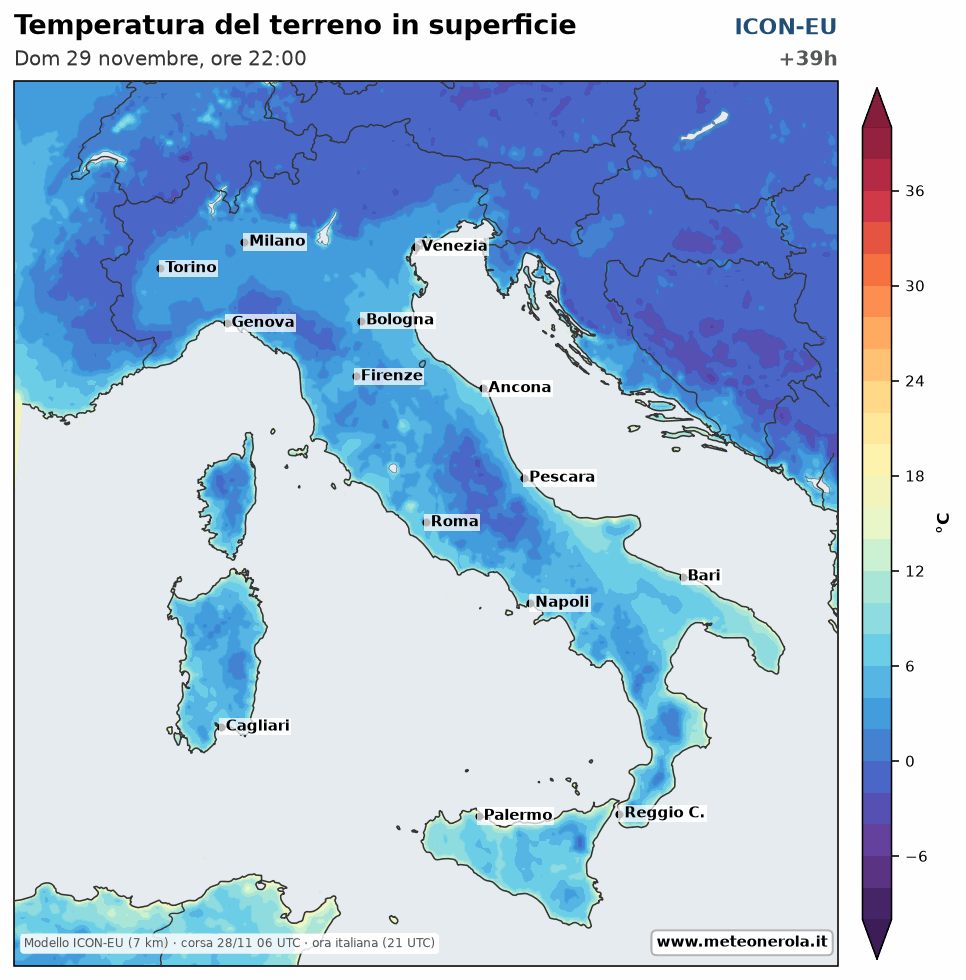 Temperatura del terreno in superficie
ICON-EU
Dom 29 novembre, ore 22:00
+39h
Milano
Venezia
Torino
Genova
Bologna
Firenze
Ancona
Pescara
Roma
Bari
Napoli
Cagliari
Palermo
Reggio C.
36
30
24
18
12
6
0
−6
°C
Modello ICON-EU (7 km) · corsa 28/11 06 UTC · ora italiana (21 UTC)
www.meteonerola.it